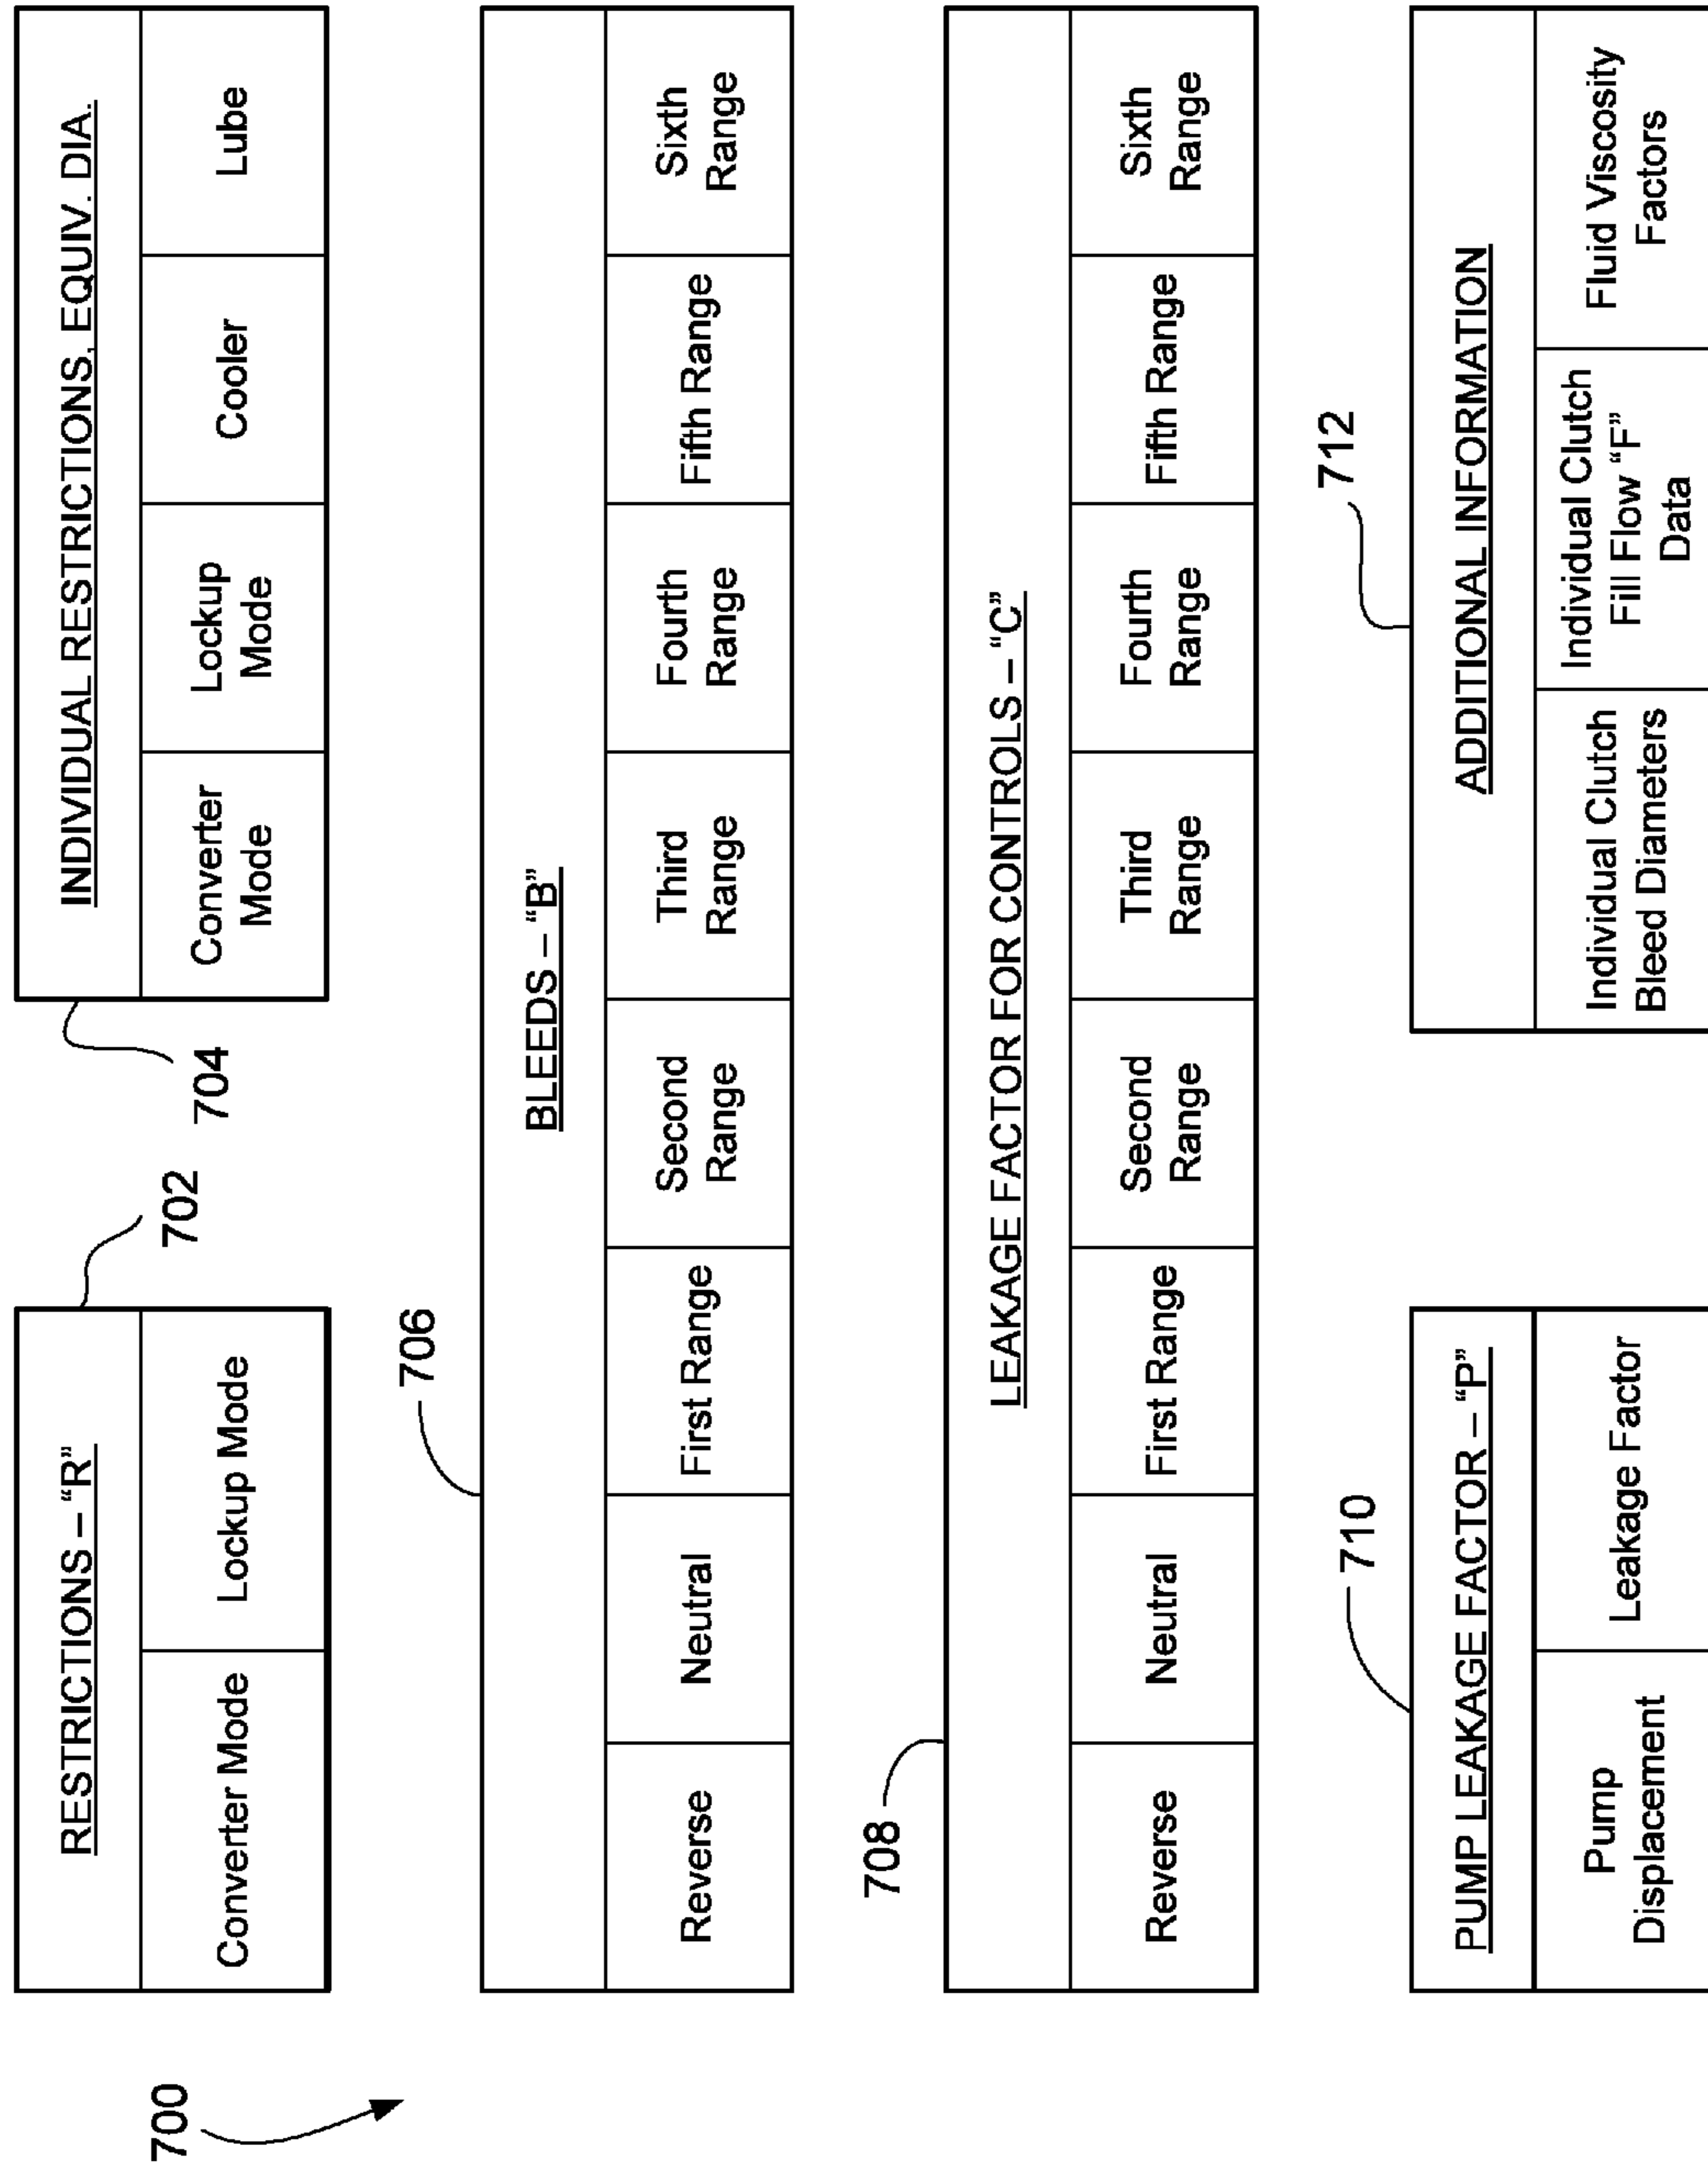 700
702
704
RESTRICTIONS – “R”
Converter Mode
Lockup Mode
INDIVIDUAL RESTRICTIONS, EQUIV. DIA.
Converter
Mode
Lockup
Mode
Cooler
Lube
706
BLEEDS – “B”
Reverse
Neutral
First Range
Second
Range
Third
Range
Fourth
Range
Fifth Range
Sixth
Range
708
LEAKAGE FACTOR FOR CONTROLS – “C”
Reverse
Neutral
First Range
Second
Range
Third
Range
Fourth
Range
Fifth Range
Sixth
Range
710
PUMP LEAKAGE FACTOR – “P”
Pump
Displacement
Leakage Factor
712
ADDITIONAL INFORMATION
Individual Clutch
Bleed Diameters
Individual Clutch
Fill Flow “F”
Data
Fluid Viscosity
Factors